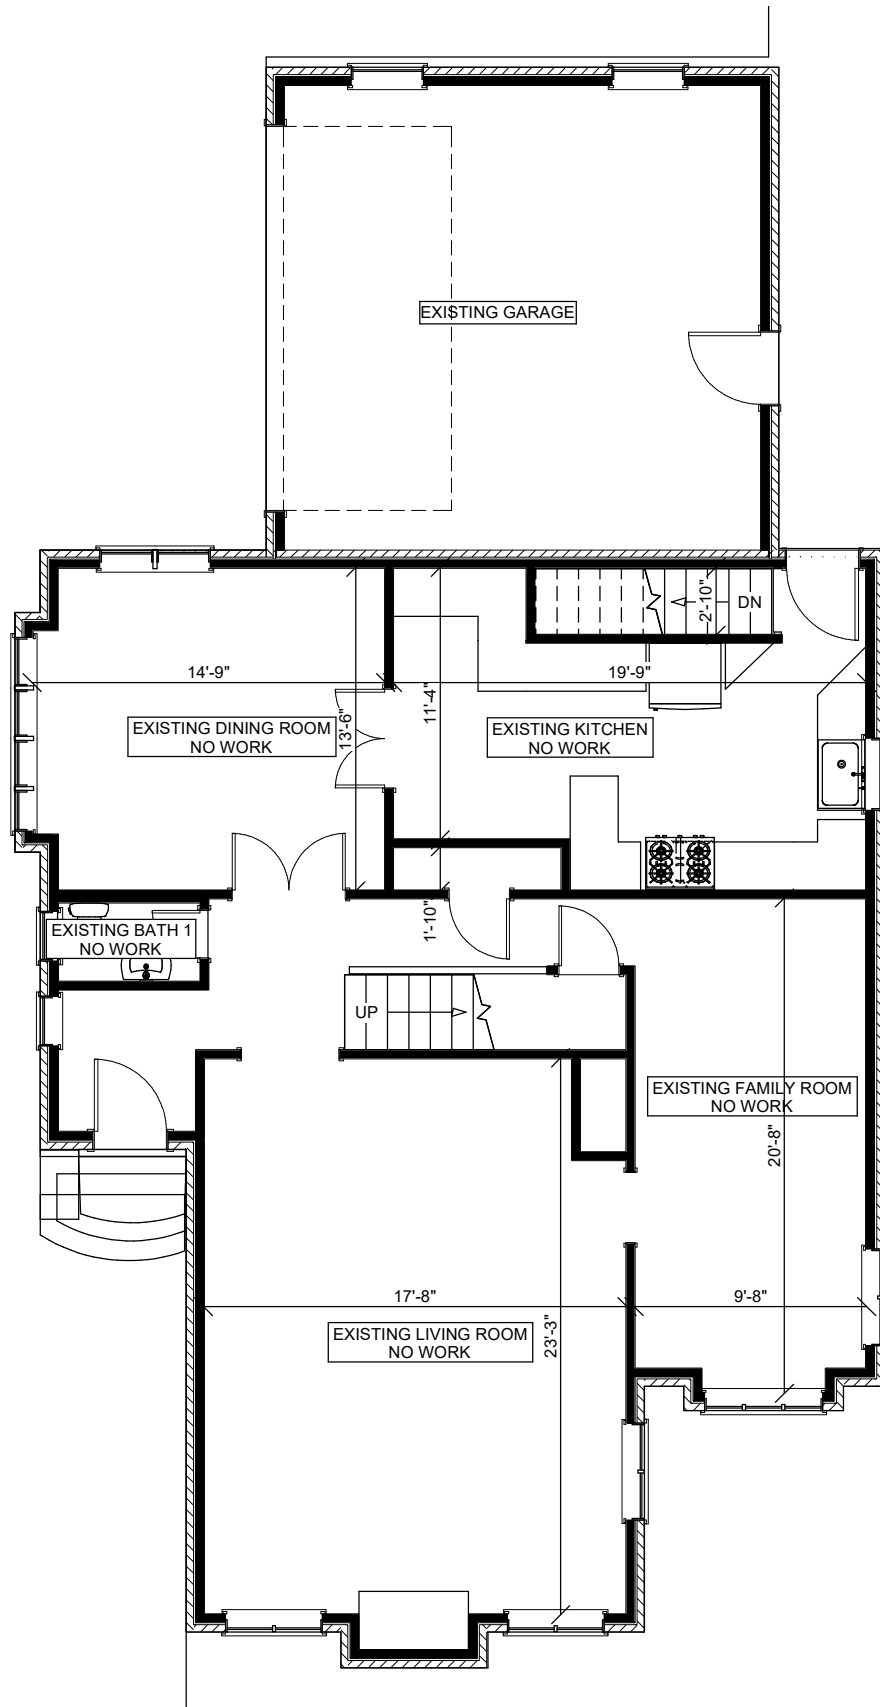 EXISTING GARAGE
2'-10"
DN
14'-9"
19'-9"
11'-4"
13'-6"
EXISTING DINING ROOM
NO WORK
EXISTING KITCHEN
NO WORK
1'-10"
EXISTING BATH 1
NO WORK
UP
EXISTING FAMILY ROOM
NO WORK
20'-8"
17'-8"
9'-8"
EXISTING LIVING ROOM
NO WORK
23'-3"